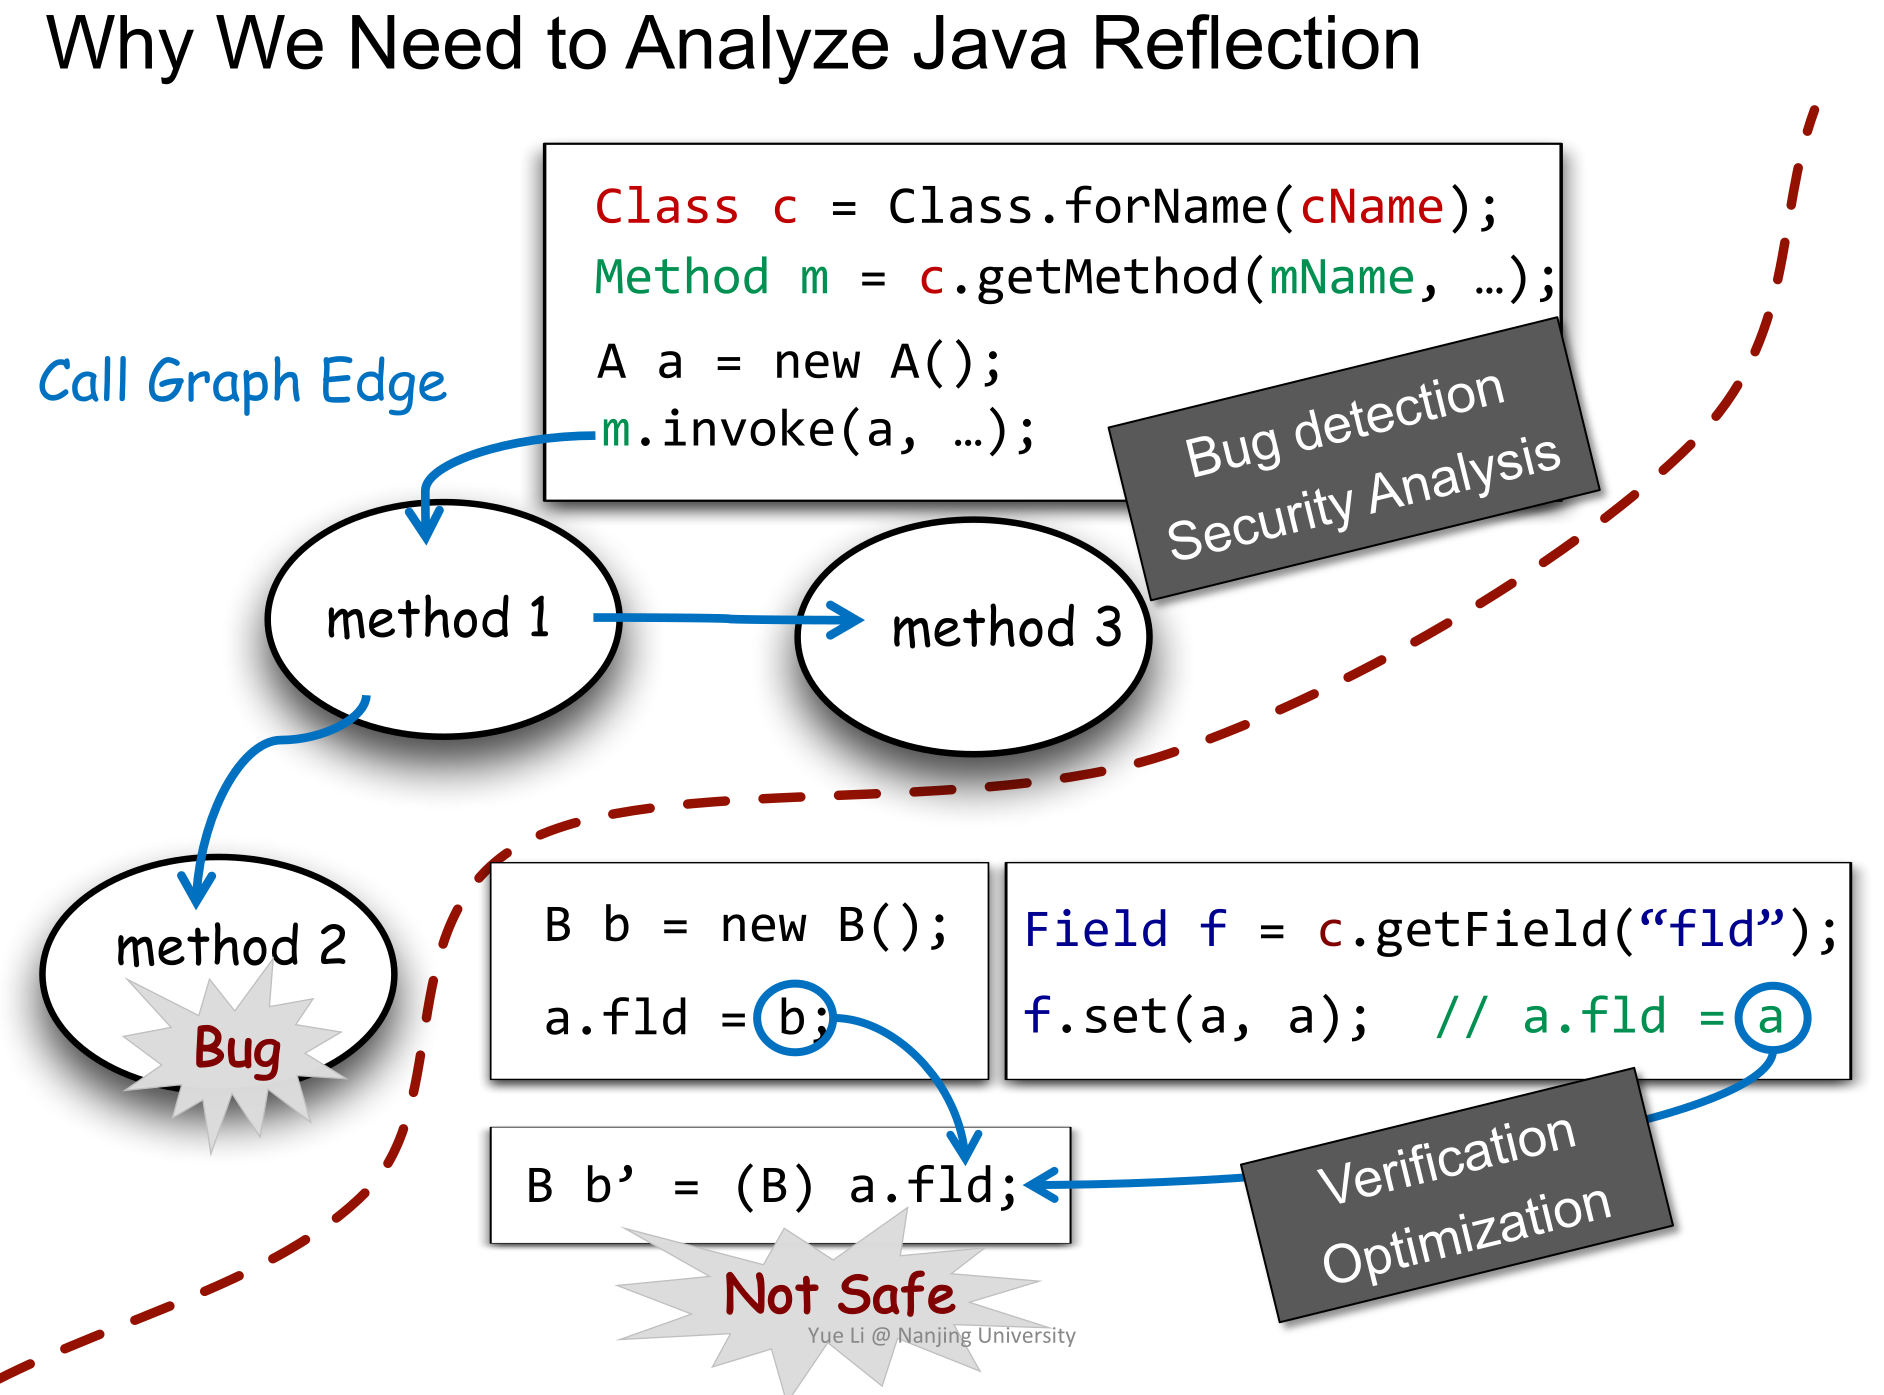 Why We Need to Analyze Java Reflection
Class c = Class.forName(cName);
Method m = c.getMethod(mName, …);
A a = new A();
m.invoke(a, …);
Call Graph Edge
Bug detection
Security Analysis
method 1
method 3
method 2
Bug
B b = new B();
a.fld = b;
Field f = c.getField(“fld”);
f.set(a, a); // a.fld = a
B b’ = (B) a.fld;
Verification
Optimization
Not Safe
Yue Li @ Nanjing University